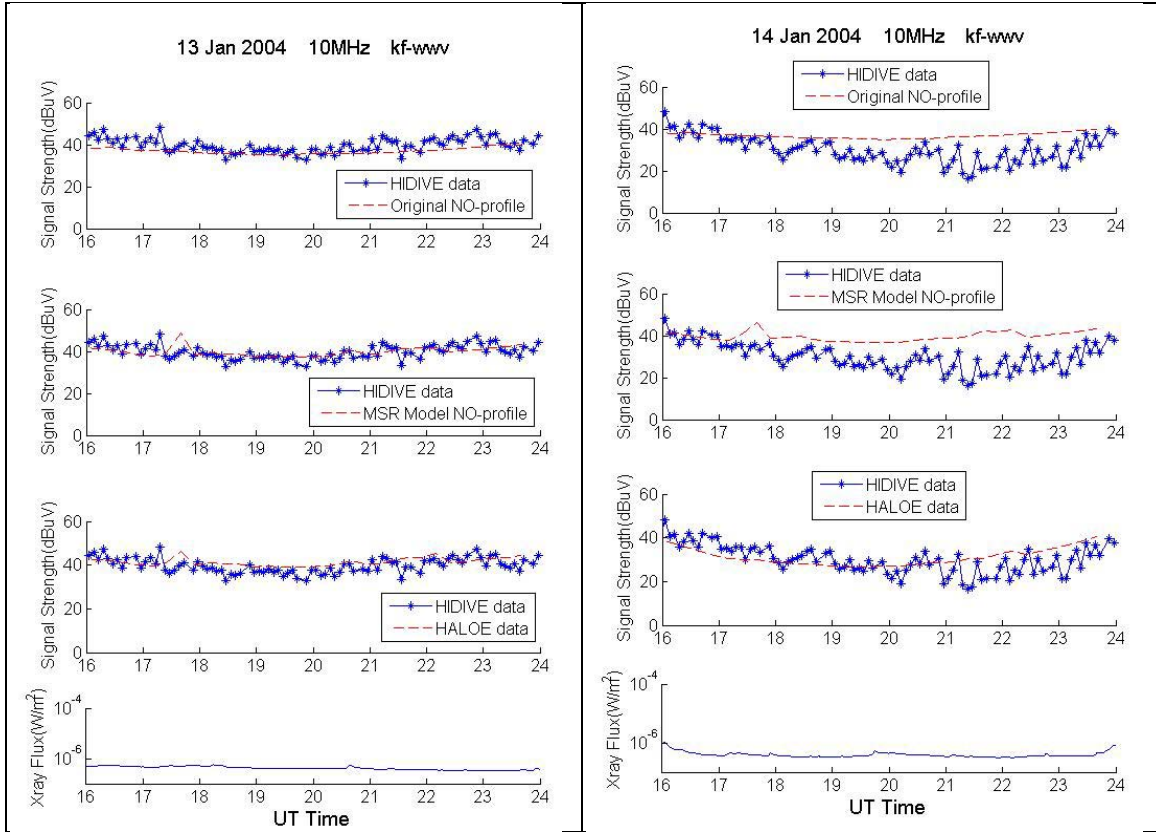 13 Jan 2004 10MHz kf-wwv
Signal Strength(dBuV)
60
40
20
0
HIDIVE data
Original NO-profile
16 17 18 19 20 21 22 23 24
Signal Strength(dBuV)
60
40
20
0
HIDIVE data
MSR Model NO-profile
16 17 18 19 20 21 22 23 24
Signal Strength(dBuV)
60
40
20
0
HIDIVE data
HALOE data
16 17 18 19 20 21 22 23 24
Xray Flux(W/m²)
10⁻⁴
10⁻⁶
16 17 18 19 20 21 22 23 24
UT Time
14 Jan 2004 10MHz kf-wwv
HIDIVE data
Original NO-profile
Signal Strength(dBuV)
60
40
20
0
16 17 18 19 20 21 22 23 24
HIDIVE data
MSR Model NO-profile
Signal Strength(dBuV)
60
40
20
0
16 17 18 19 20 21 22 23 24
HIDIVE data
HALOE data
Signal Strength(dBuV)
60
40
20
0
16 17 18 19 20 21 22 23 24
Xray Flux(W/m²)
10⁻⁴
10⁻⁶
16 17 18 19 20 21 22 23 24
UT Time